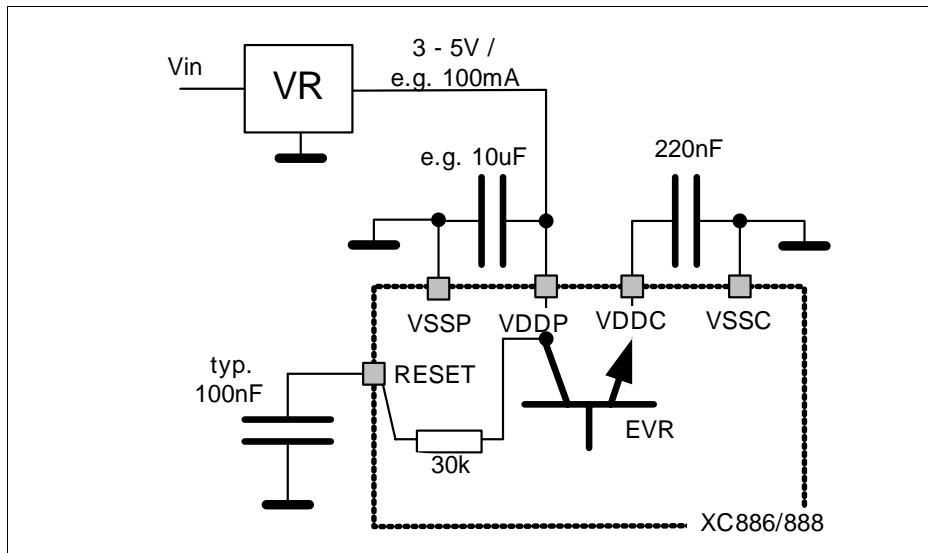 3 - 5V /
e.g. 100mA
Vin
VR
e.g. 10uF
220nF
VSSP
VDDP
VDDC
VSSC
typ.
100nF
RESET
EVR
30k
XC886/888